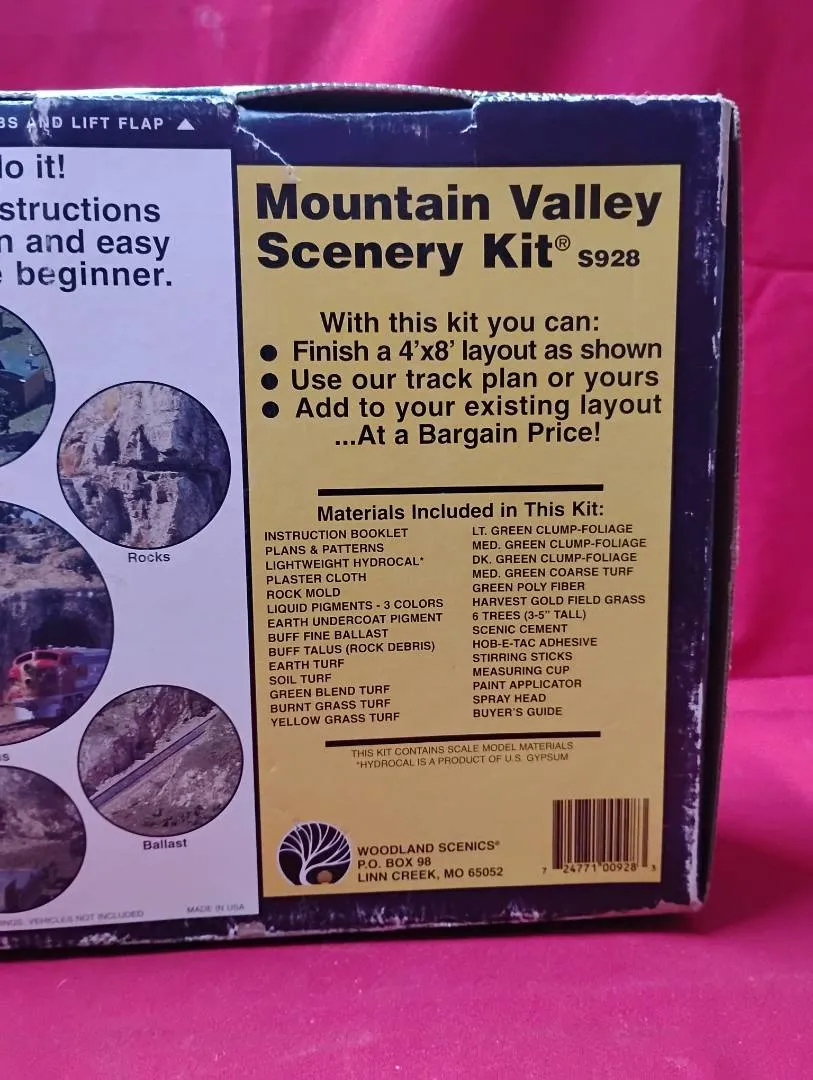 BS AND LIFT FLAP ▲
do it!
structions
n and easy
e beginner.
Rocks
Ballast
VEHICLES NOT INCLUDED
MADE IN USA
Mountain Valley
Scenery Kit® S928
With this kit you can:
● Finish a 4'x8' layout as shown
● Use our track plan or yours
● Add to your existing layout
...At a Bargain Price!
Materials Included in This Kit:
INSTRUCTION BOOKLET
PLANS & PATTERNS
LIGHTWEIGHT HYDROCAL*
PLASTER CLOTH
ROCK MOLD
LIQUID PIGMENTS - 3 COLORS
EARTH UNDERCOAT PIGMENT
BUFF FINE BALLAST
BUFF TALUS (ROCK DEBRIS)
EARTH TURF
SOIL TURF
GREEN BLEND TURF
BURNT GRASS TURF
YELLOW GRASS TURF
LT. GREEN CLUMP-FOLIAGE
MED. GREEN CLUMP-FOLIAGE
DK. GREEN CLUMP-FOLIAGE
MED. GREEN COARSE TURF
GREEN POLY FIBER
HARVEST GOLD FIELD GRASS
6 TREES (3-5" TALL)
SCENIC CEMENT
HOB-E-TAC ADHESIVE
STIRRING STICKS
MEASURING CUP
PAINT APPLICATOR
SPRAY HEAD
BUYER'S GUIDE
THIS KIT CONTAINS SCALE MODEL MATERIALS
*HYDROCAL IS A PRODUCT OF U.S. GYPSUM
WOODLAND SCENICS®
P.O. BOX 98
LINN CREEK, MO 65052
7 24771 00928 3